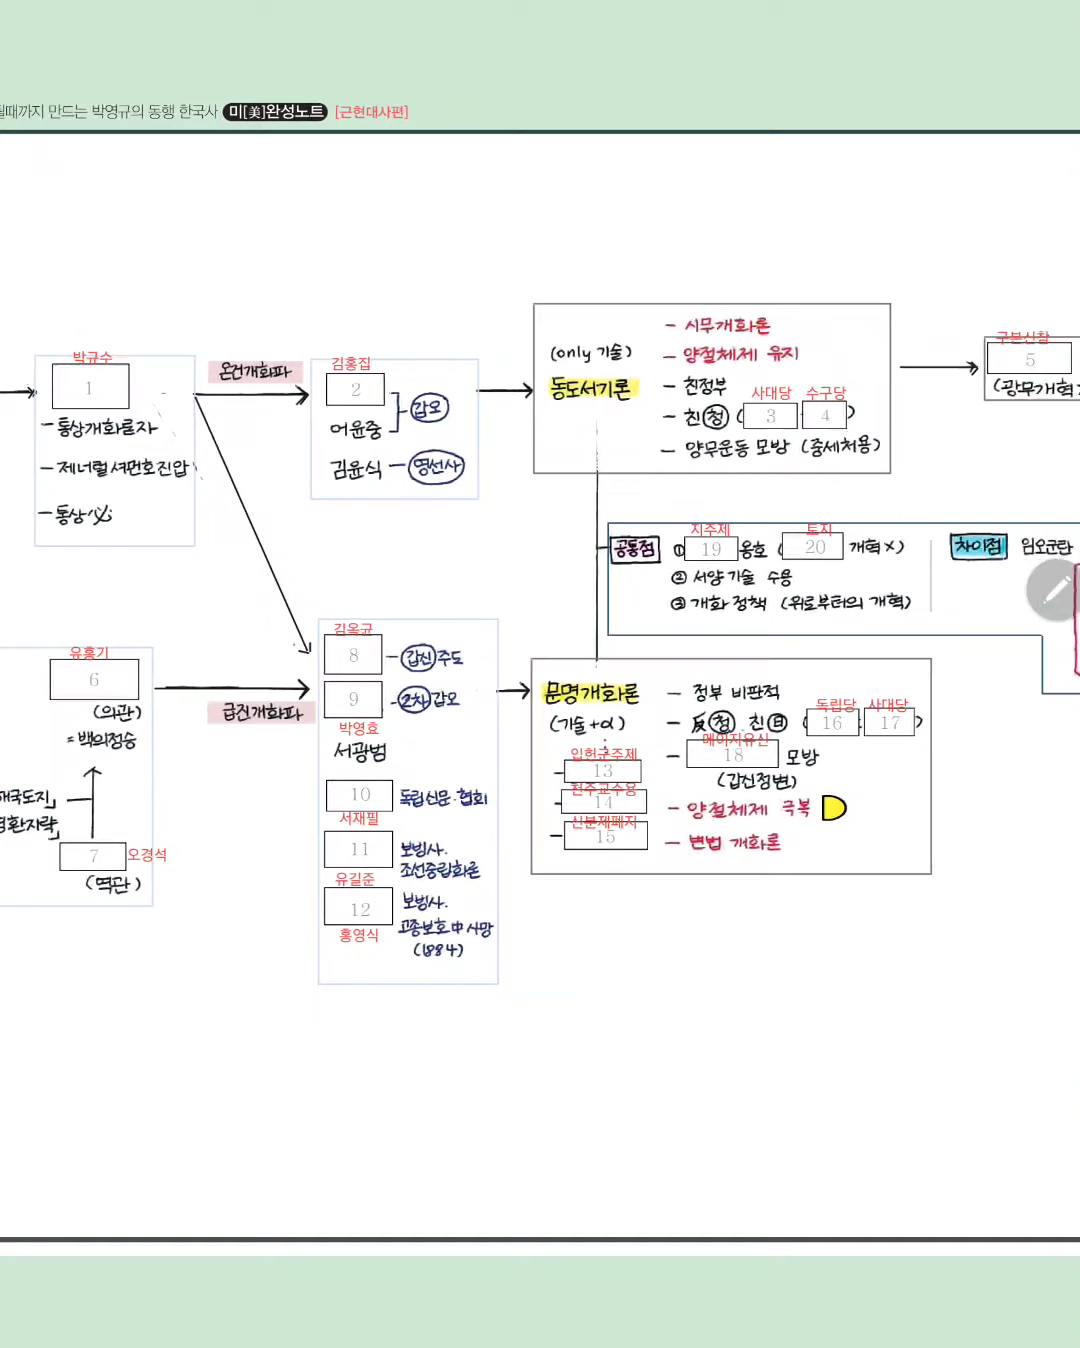 될때까지 만드는 박영규의 동행 한국사 미[美]완성노트 [근현대사편]
박규수
1
- 통상개화론자
- 제너럴셔먼호 진압
- 통상 必
온건개화파
김홍집
2
어윤중
갑오
김윤식 - 영선사
(only 기술)
동도서기론
- 시무개화론
- 양절체제 유지
- 친정부
사대당 수구당
- 친淸 ( 3 4 )
- 양무운동 모방 (중체서용)
구본신참
5
(광무개혁)
공통점
지주제
토지
① 19 옹호 ( 20 개혁 X)
② 서양 기술 수용
③ 개화 정책 (위로부터의 개혁)
차이점 임오군란
유홍기
6
(의관)
= 백의정승
해국도지」
영환지략」
7 오경석
(역관)
급진개화파
김옥균
8 - 갑신 주도
9 - 2차 갑오
박영효
서광범
10 독립신문·협회
서재필
11 보빙사.
조선중립화론
유길준
12 보빙사.
고종보호 中 사망
(1884)
홍영식
문명개화론
(기술+α)
입헌군주제
- 13
천주교수용
- 14
신분제폐지
- 15
- 정부 비판적
독립당 사대당
- 反淸 친日 ( 16 : 17 )
메이지유신
- 18 모방
(갑신정변)
- 양절체제 극복
- 변법 개화론